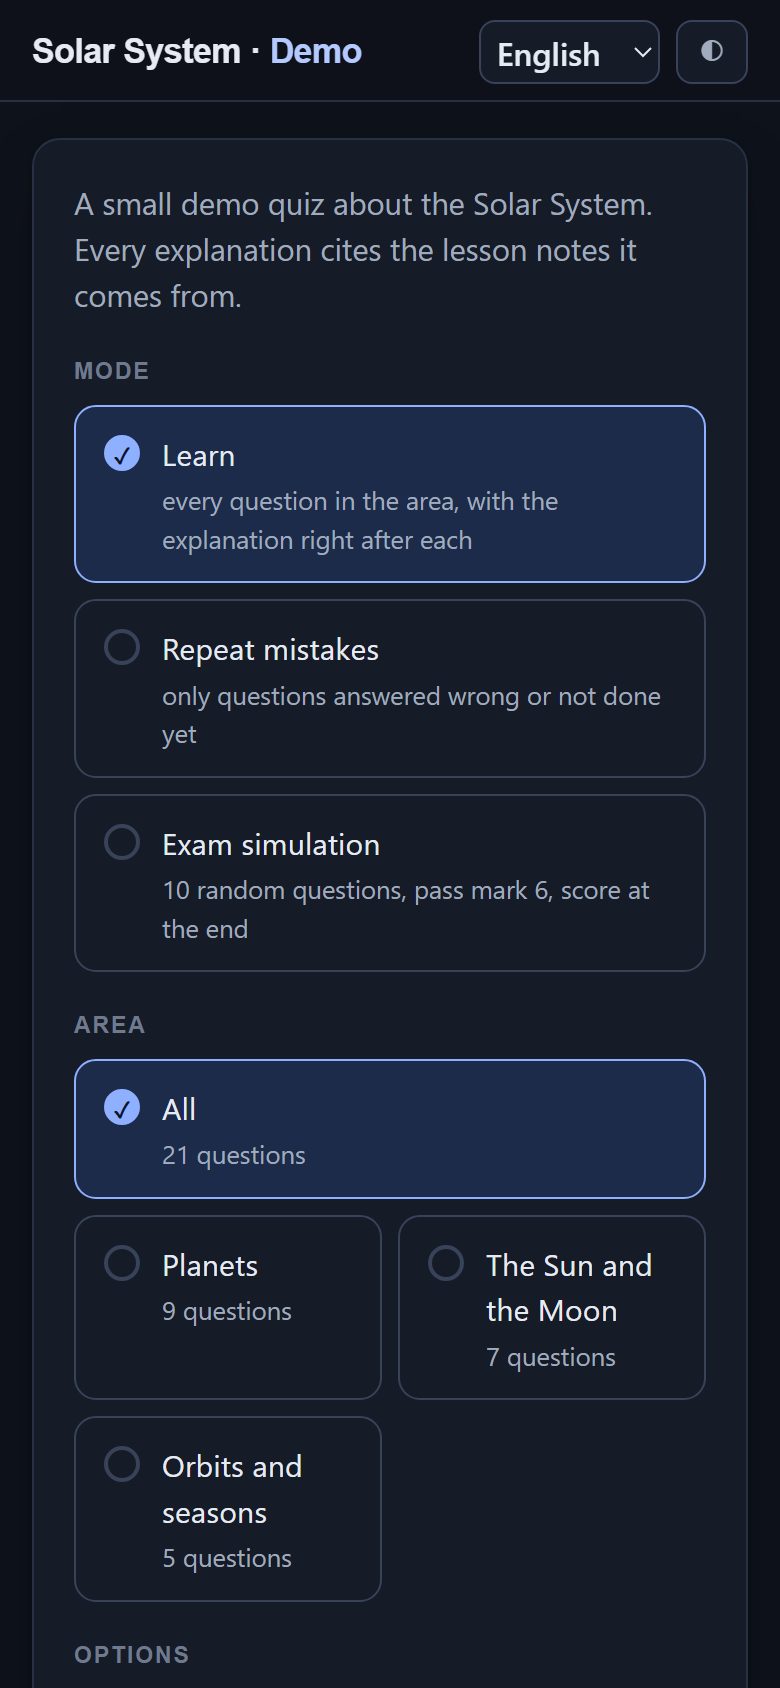 Solar System · Demo
English
A small demo quiz about the Solar System.
Every explanation cites the lesson notes it
comes from.
MODE
Learn
every question in the area, with the
explanation right after each
Repeat mistakes
only questions answered wrong or not done
yet
Exam simulation
10 random questions, pass mark 6, score at
the end
AREA
All
21 questions
Planets
9 questions
The Sun and
the Moon
7 questions
Orbits and
seasons
5 questions
OPTIONS